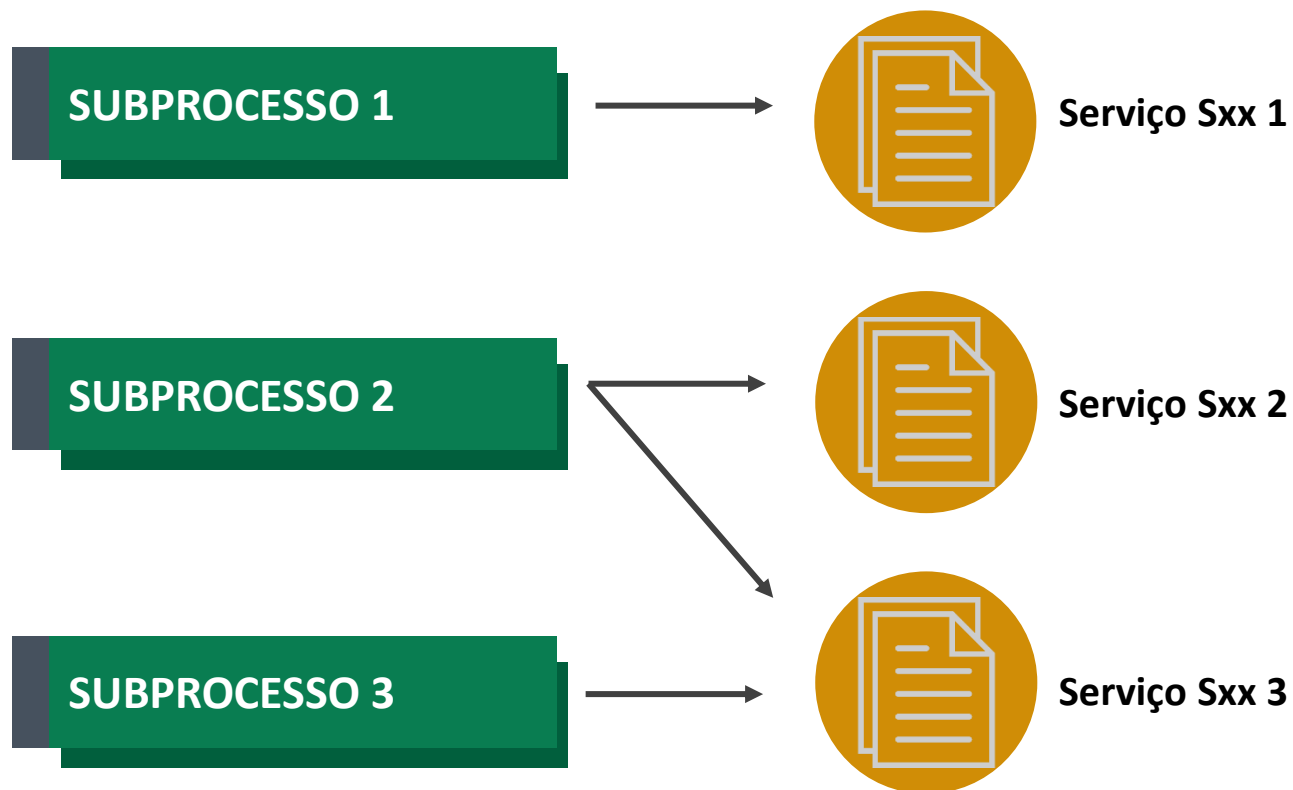 SUBPROCESSO 1
Serviço Sxx 1
SUBPROCESSO 2
Serviço Sxx 2
SUBPROCESSO 3
Serviço Sxx 3